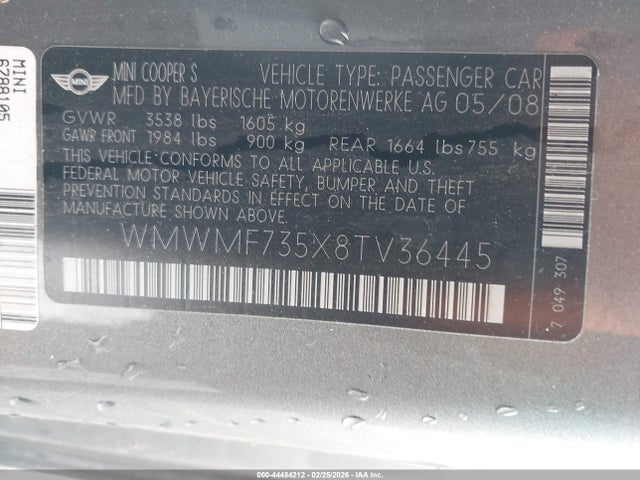 MINI
6788105
MINI
MINI COOPER S
VEHICLE TYPE: PASSENGER CAR
MFD BY BAYERISCHE MOTORENWERKE AG 05/08
GVWR 3538 lbs 1605 kg
GAWR FRONT 1984 lbs 900 kg REAR 1664 lbs 755 kg
THIS VEHICLE CONFORMS TO ALL APPLICABLE U.S.
FEDERAL MOTOR VEHICLE SAFETY, BUMPER AND THEFT
PREVENTION STANDARDS IN EFFECT ON THE DATE OF
MANUFACTURE SHOWN ABOVE.
WMWMF735X8TV36445
7 049 307
000-44484212 - 02/25/2026 - IAA, Inc.